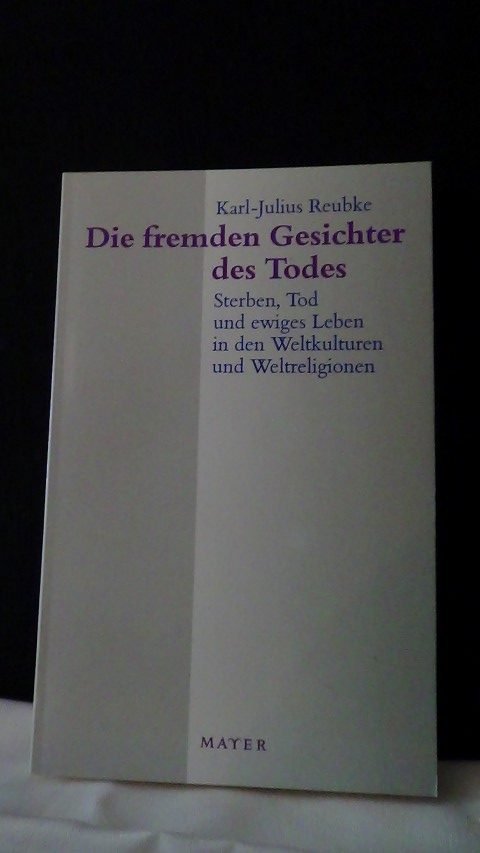 Karl-Julius Reubke
Die fremden Gesichter
des Todes
Sterben, Tod
und ewiges Leben
in den Weltkulturen
und Weltreligionen
MAYER